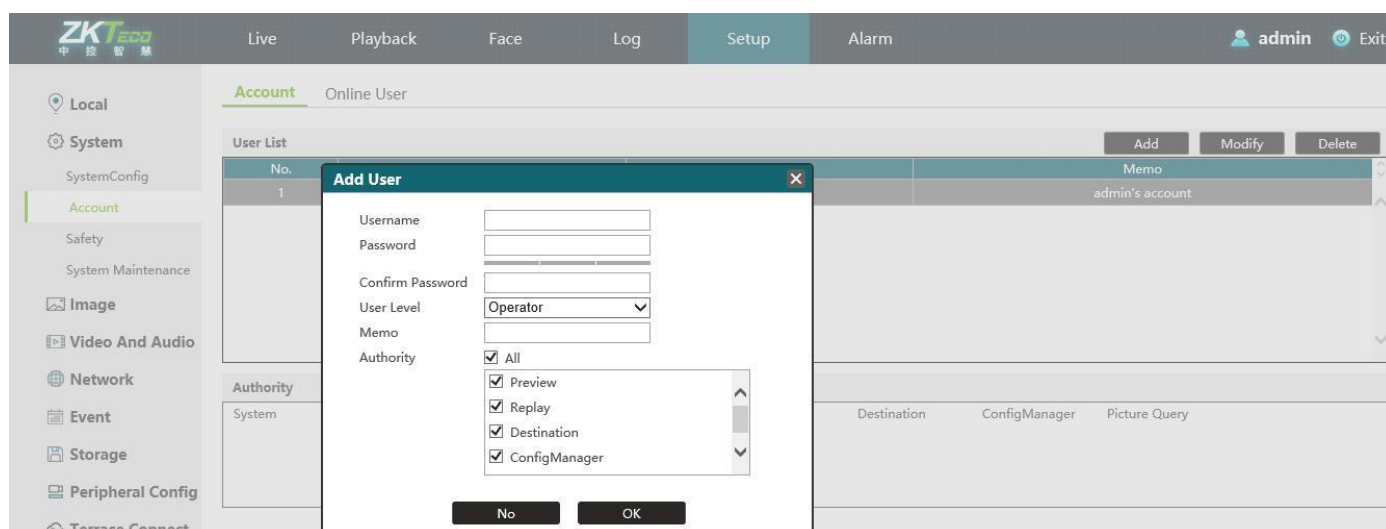 ZKTeco Live Playback Face Log Setup Alarm admin Exit
中控智慧
Account Online User
Local
System
SystemConfig
Account
Safety
System Maintenance
Image
Video And Audio
Network
Event
Storage
Peripheral Config
Terrace Connect
User List Add Modify Delete
No. Memo
1 admin's account
Add User
Username
Password
Confirm Password
User Level Operator
Memo
Authority All
Preview
Replay
Destination
ConfigManager
No OK
Authority
System Destination ConfigManager Picture Query